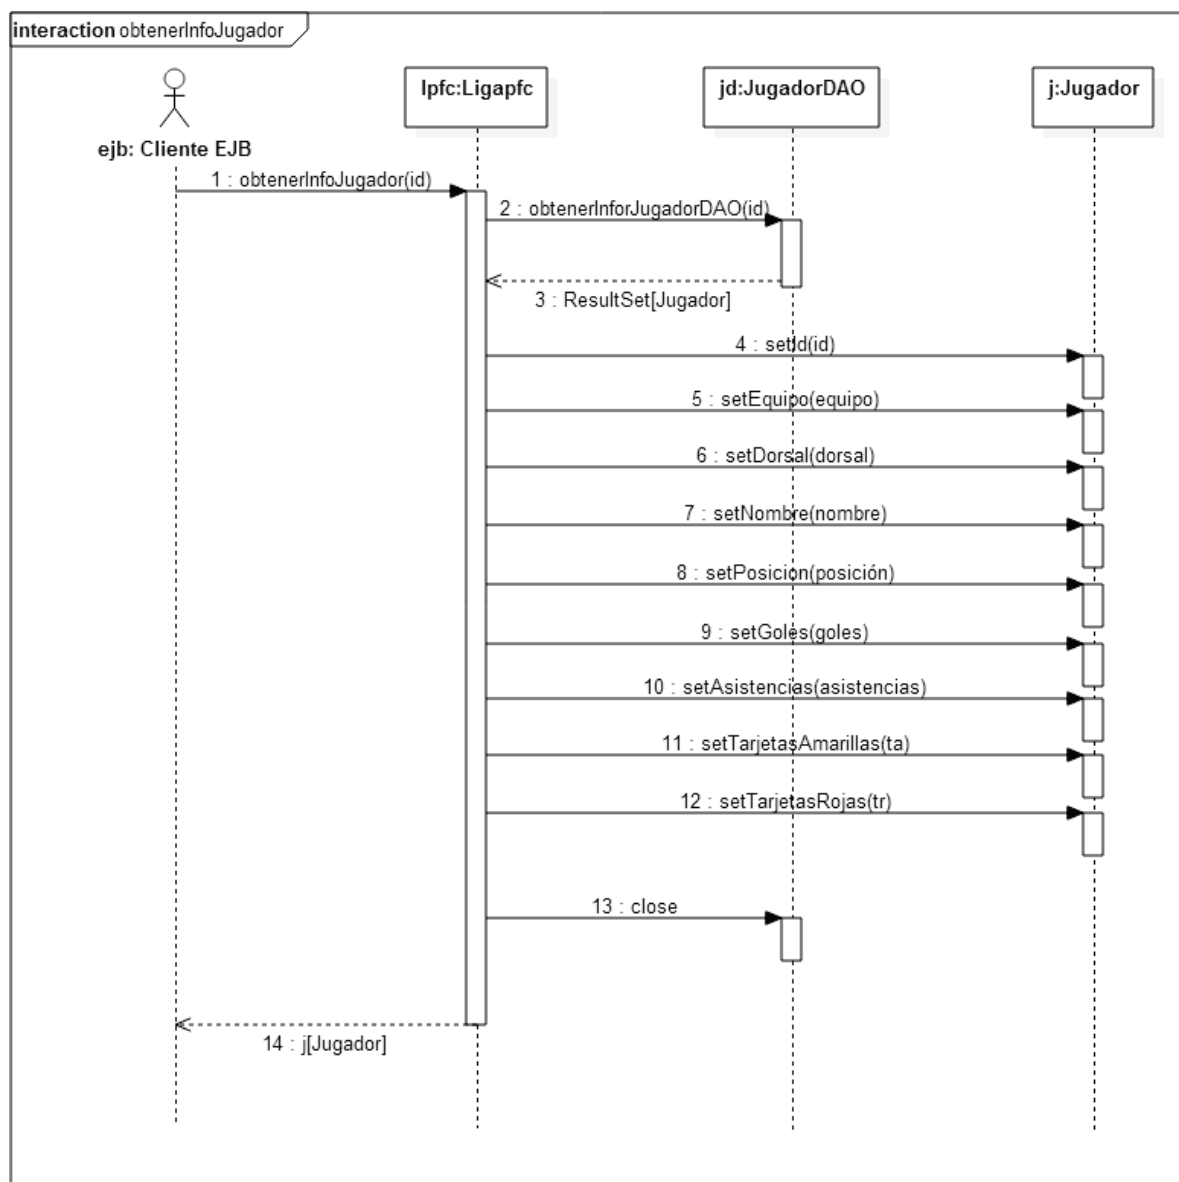 interaction obtenerInfoJugador
lpfc:Ligapfc
jd:JugadorDAO
j:Jugador
ejb: Cliente EJB
1 : obtenerInfoJugador(id)
2 : obtenerInforJugadorDAO(id)
3 : ResultSet[Jugador]
4 : setId(id)
5 : setEquipo(equipo)
6 : setDorsal(dorsal)
7 : setNombre(nombre)
8 : setPosicion(posición)
9 : setGoles(goles)
10 : setAsistencias(asistencias)
11 : setTarjetasAmarillas(ta)
12 : setTarjetasRojas(tr)
13 : close
14 : j[Jugador]